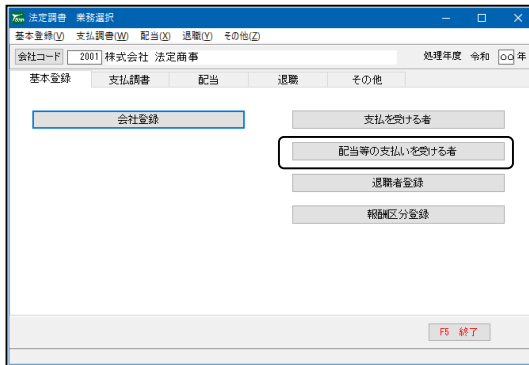 法定調書 業務選択
基本登録(V) 支払調書(W) 配当(X) 退職(Y) その他(Z)
会社コード 2001 株式会社 法定商事 処理年度 令和 ○○ 年
基本登録 支払調書 配当 退職 その他
会社登録 支払を受ける者
配当等の支払いを受ける者
退職者登録
報酬区分登録
F5 終了